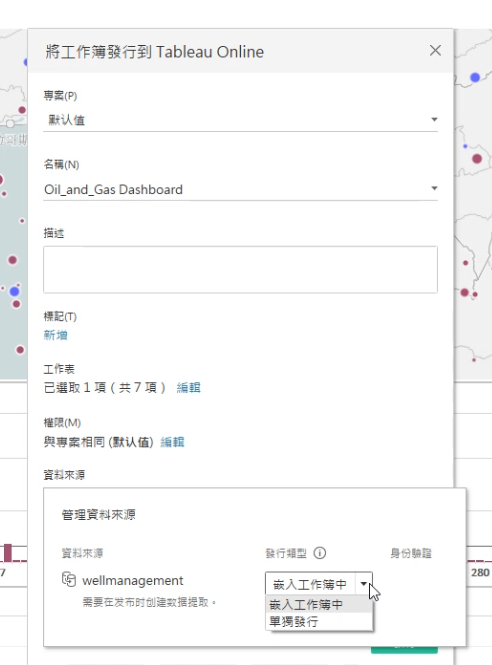 將工作簿發行到 Tableau Online
專案(P)
默认值
名稱(N)
Oil_and_Gas Dashboard
描述
標記(T)
新增
工作表
已選取 1 項 ( 共 7 項 ) 編輯
權限(M)
與專案相同 (默认值) 編輯
資料來源
管理資料來源
資料來源 發行類型 身份驗證
wellmanagement 嵌入工作簿中
需要在发布时创建数据提取。
嵌入工作簿中
單獨發行
7 280